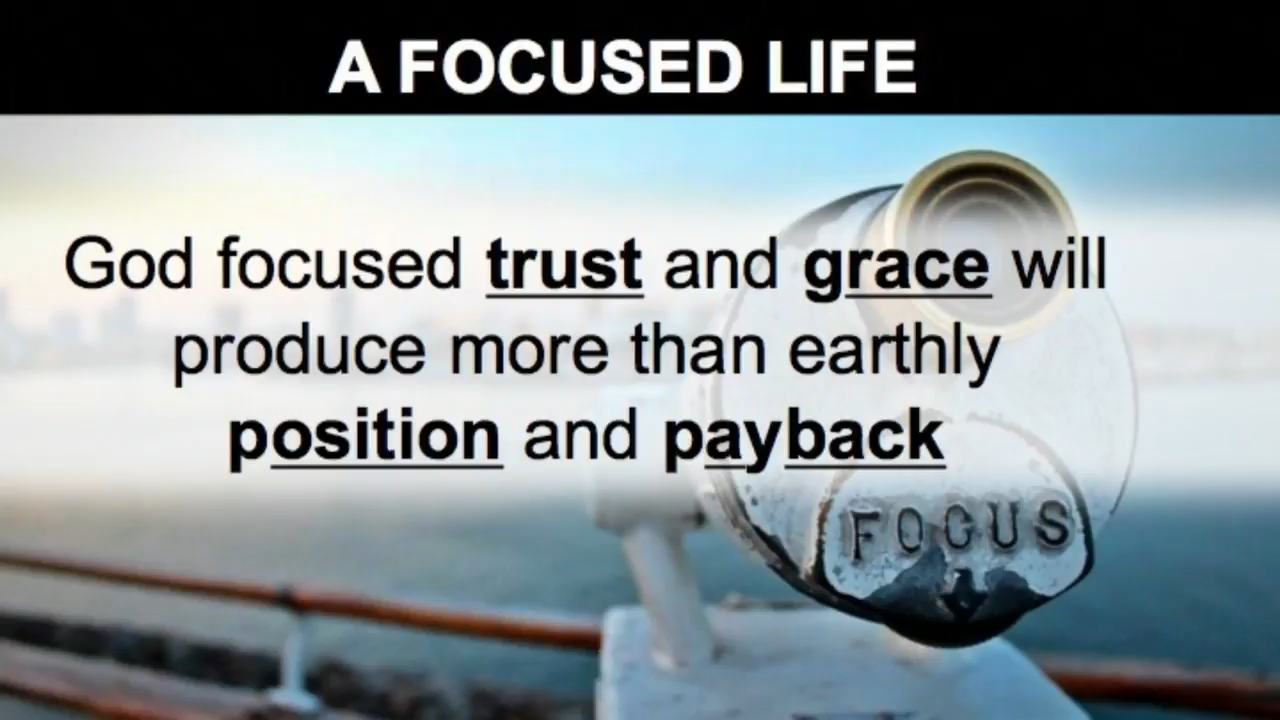 A FOCUSED LIFE
God focused trust and grace will
produce more than earthly
position and payback
FOCUS